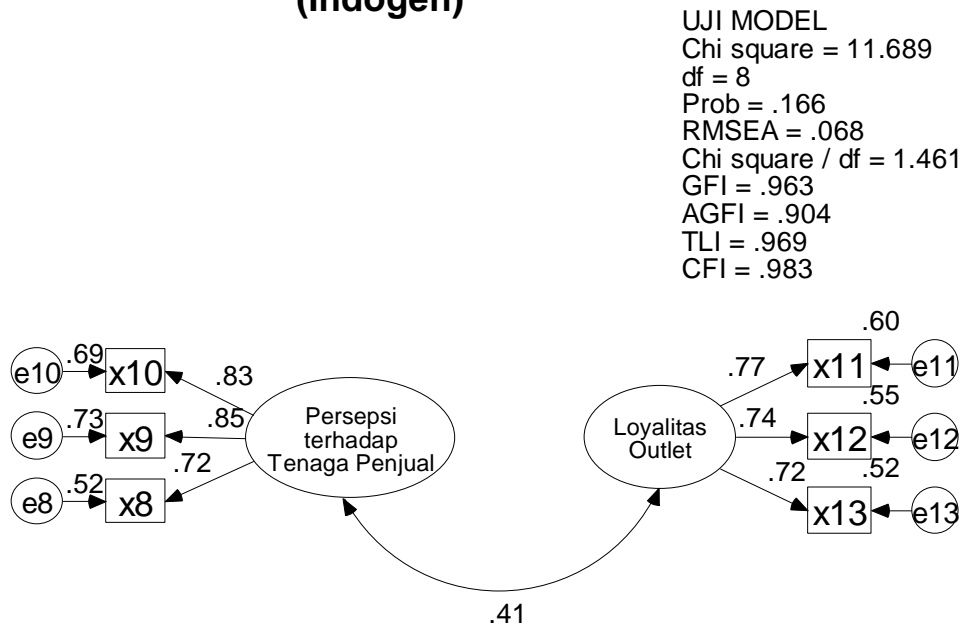 (Indogen)
UJI MODEL
Chi square = 11.689
df = 8
Prob = .166
RMSEA = .068
Chi square / df = 1.461
GFI = .963
AGFI = .904
TLI = .969
CFI = .983
.60
e10 .69 x10 .83
.77 x11 e11
.55
e9 .73 x9 .85
Persepsi
terhadap
Tenaga Penjual
Loyalitas
Outlet
.74 x12 e12
.52
e8 .52 x8 .72
.72 x13 e13
.41